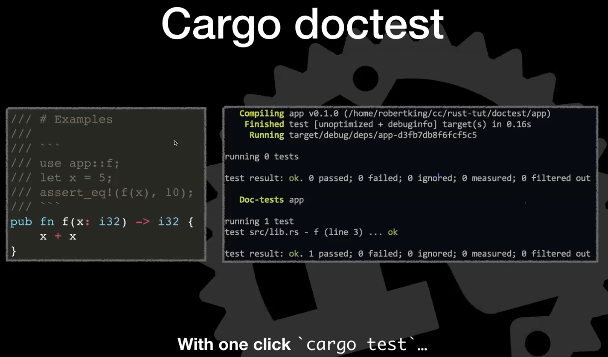 Cargo doctest
/// # Examples
///
/// ```
/// use app::f;
/// let x = 5;
/// assert_eq!(f(x), 10);
/// ```
pub fn f(x: i32) -> i32 {
x + x
}
Compiling app v0.1.0 (/home/robertking/cc/rust-tut/doctest/app)
Finished test [unoptimized + debuginfo] target(s) in 0.16s
Running target/debug/deps/app-d3fb7db8f6fcf5c5
running 0 tests
test result: ok. 0 passed; 0 failed; 0 ignored; 0 measured; 0 filtered out
Doc-tests app
running 1 test
test src/lib.rs - f (line 3) ... ok
test result: ok. 1 passed; 0 failed; 0 ignored; 0 measured; 0 filtered out
With one click `cargo test`…